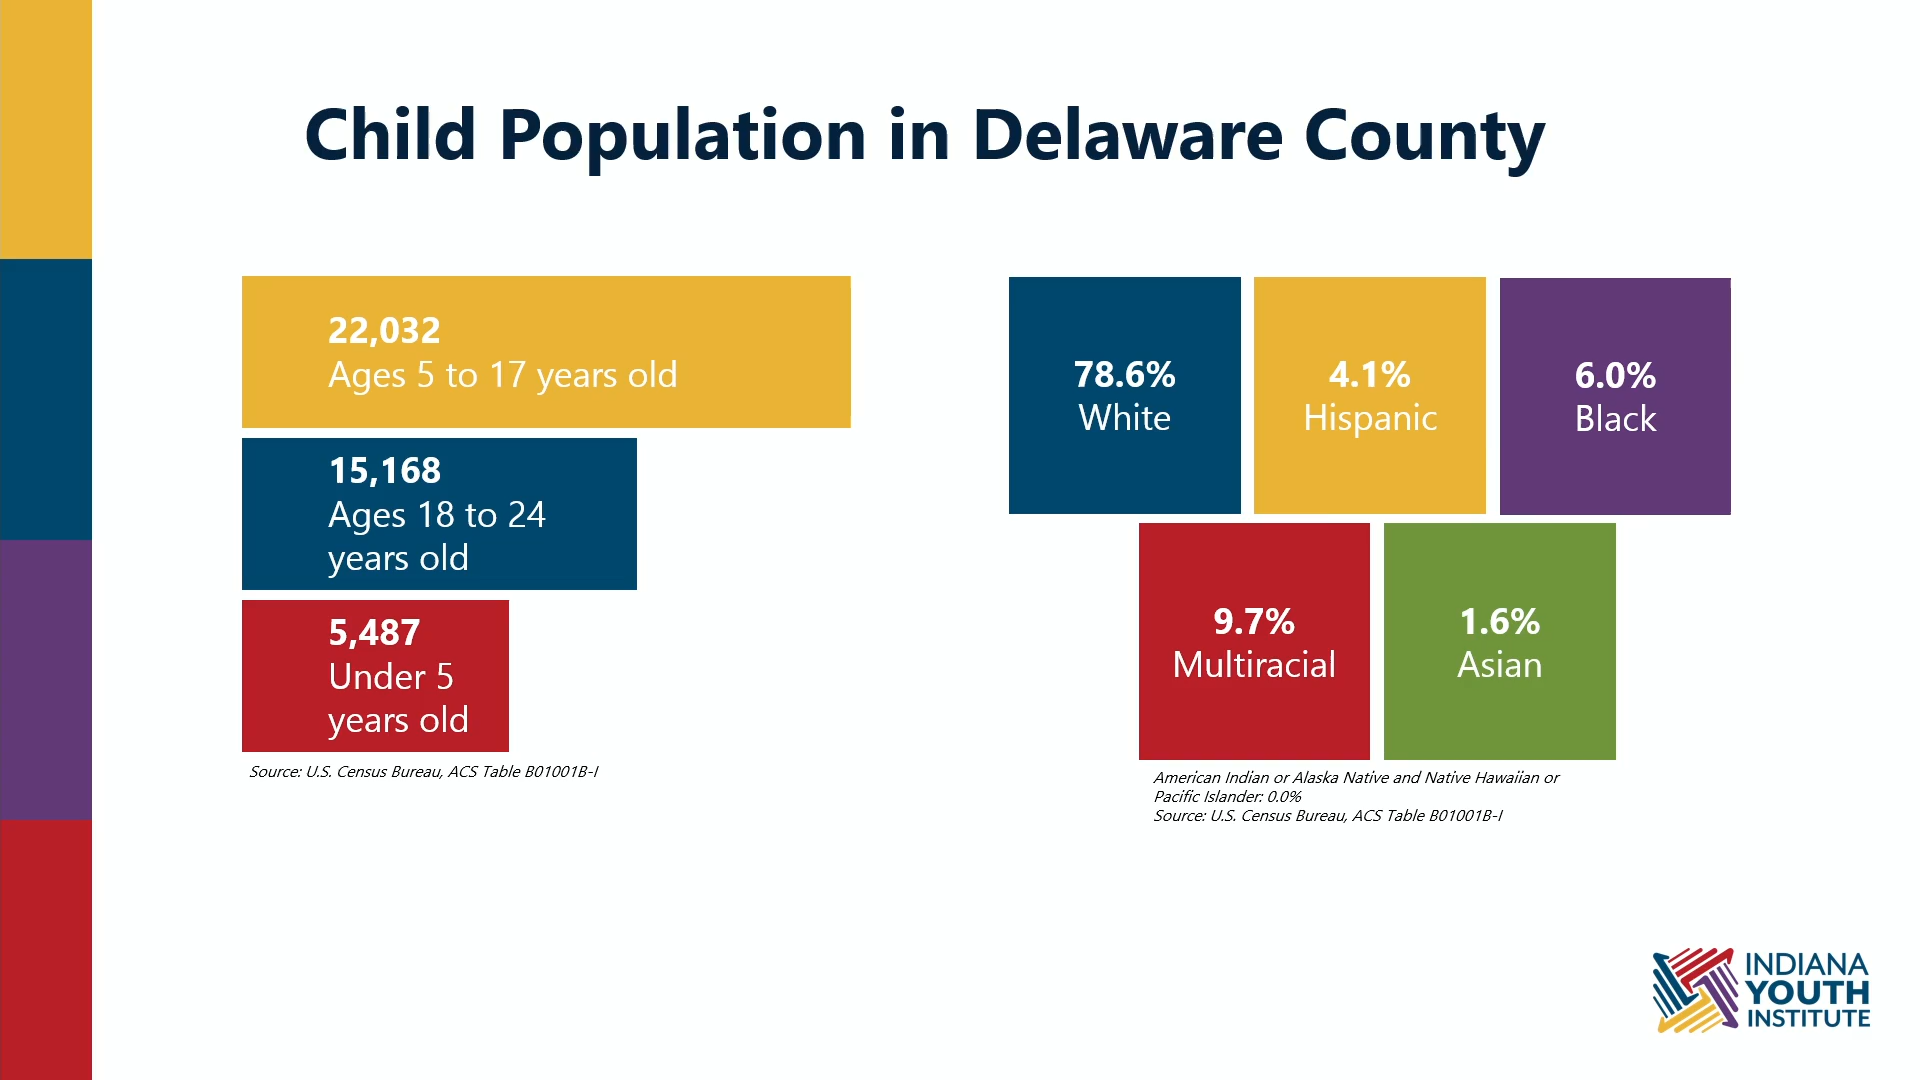 Child Population in Delaware County
22,032
Ages 5 to 17 years old
15,168
Ages 18 to 24
years old
5,487
Under 5
years old
Source: U.S. Census Bureau, ACS Table B01001B-I
78.6%
White
4.1%
Hispanic
6.0%
Black
9.7%
Multiracial
1.6%
Asian
American Indian or Alaska Native and Native Hawaiian or
Pacific Islander: 0.0%
Source: U.S. Census Bureau, ACS Table B01001B-I
INDIANA
YOUTH
INSTITUTE